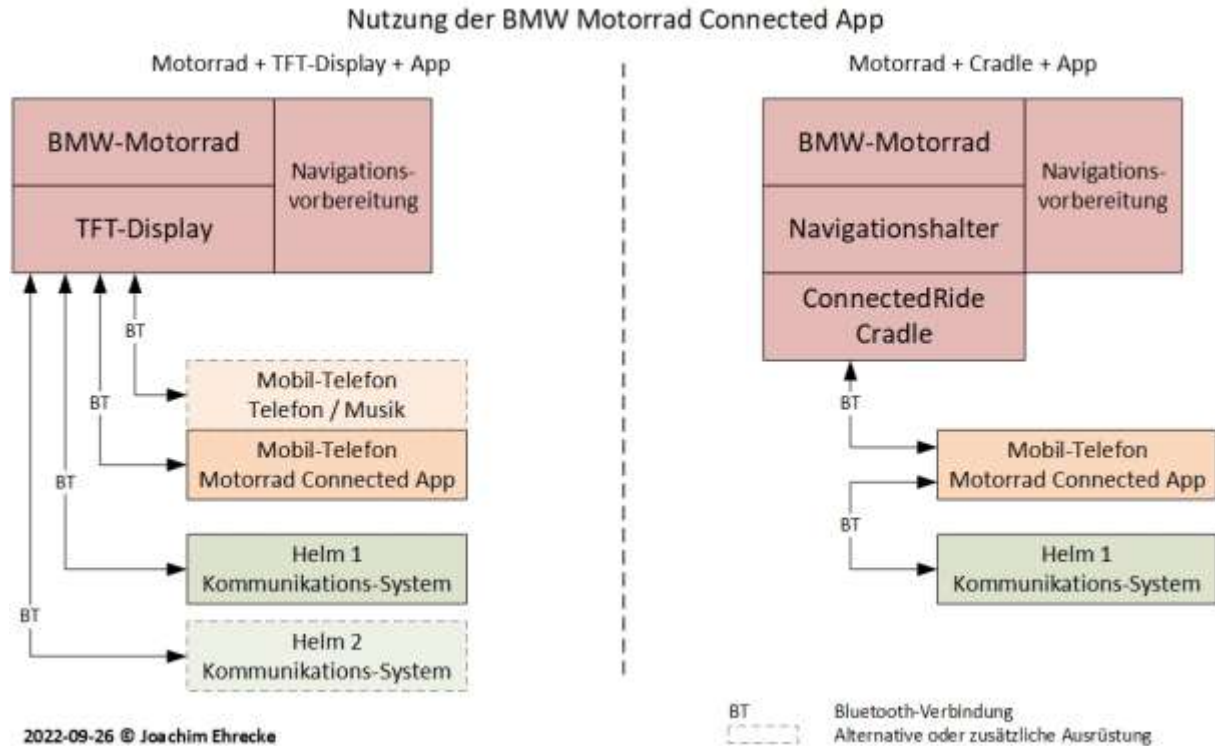 Nutzung der BMW Motorrad Connected App
Motorrad + TFT-Display + App
BMW-Motorrad
Navigations-
vorbereitung
TFT-Display
BT
Mobil-Telefon
Telefon / Musik
BT
Mobil-Telefon
Motorrad Connected App
BT
Helm 1
Kommunikations-System
BT
Helm 2
Kommunikations-System
Motorrad + Cradle + App
BMW-Motorrad
Navigations-
vorbereitung
Navigationshalter
ConnectedRide
Cradle
BT
Mobil-Telefon
Motorrad Connected App
BT
Helm 1
Kommunikations-System
2022-09-26 © Joachim Ehrecke
BT Bluetooth-Verbindung
Alternative oder zusätzliche Ausrüstung